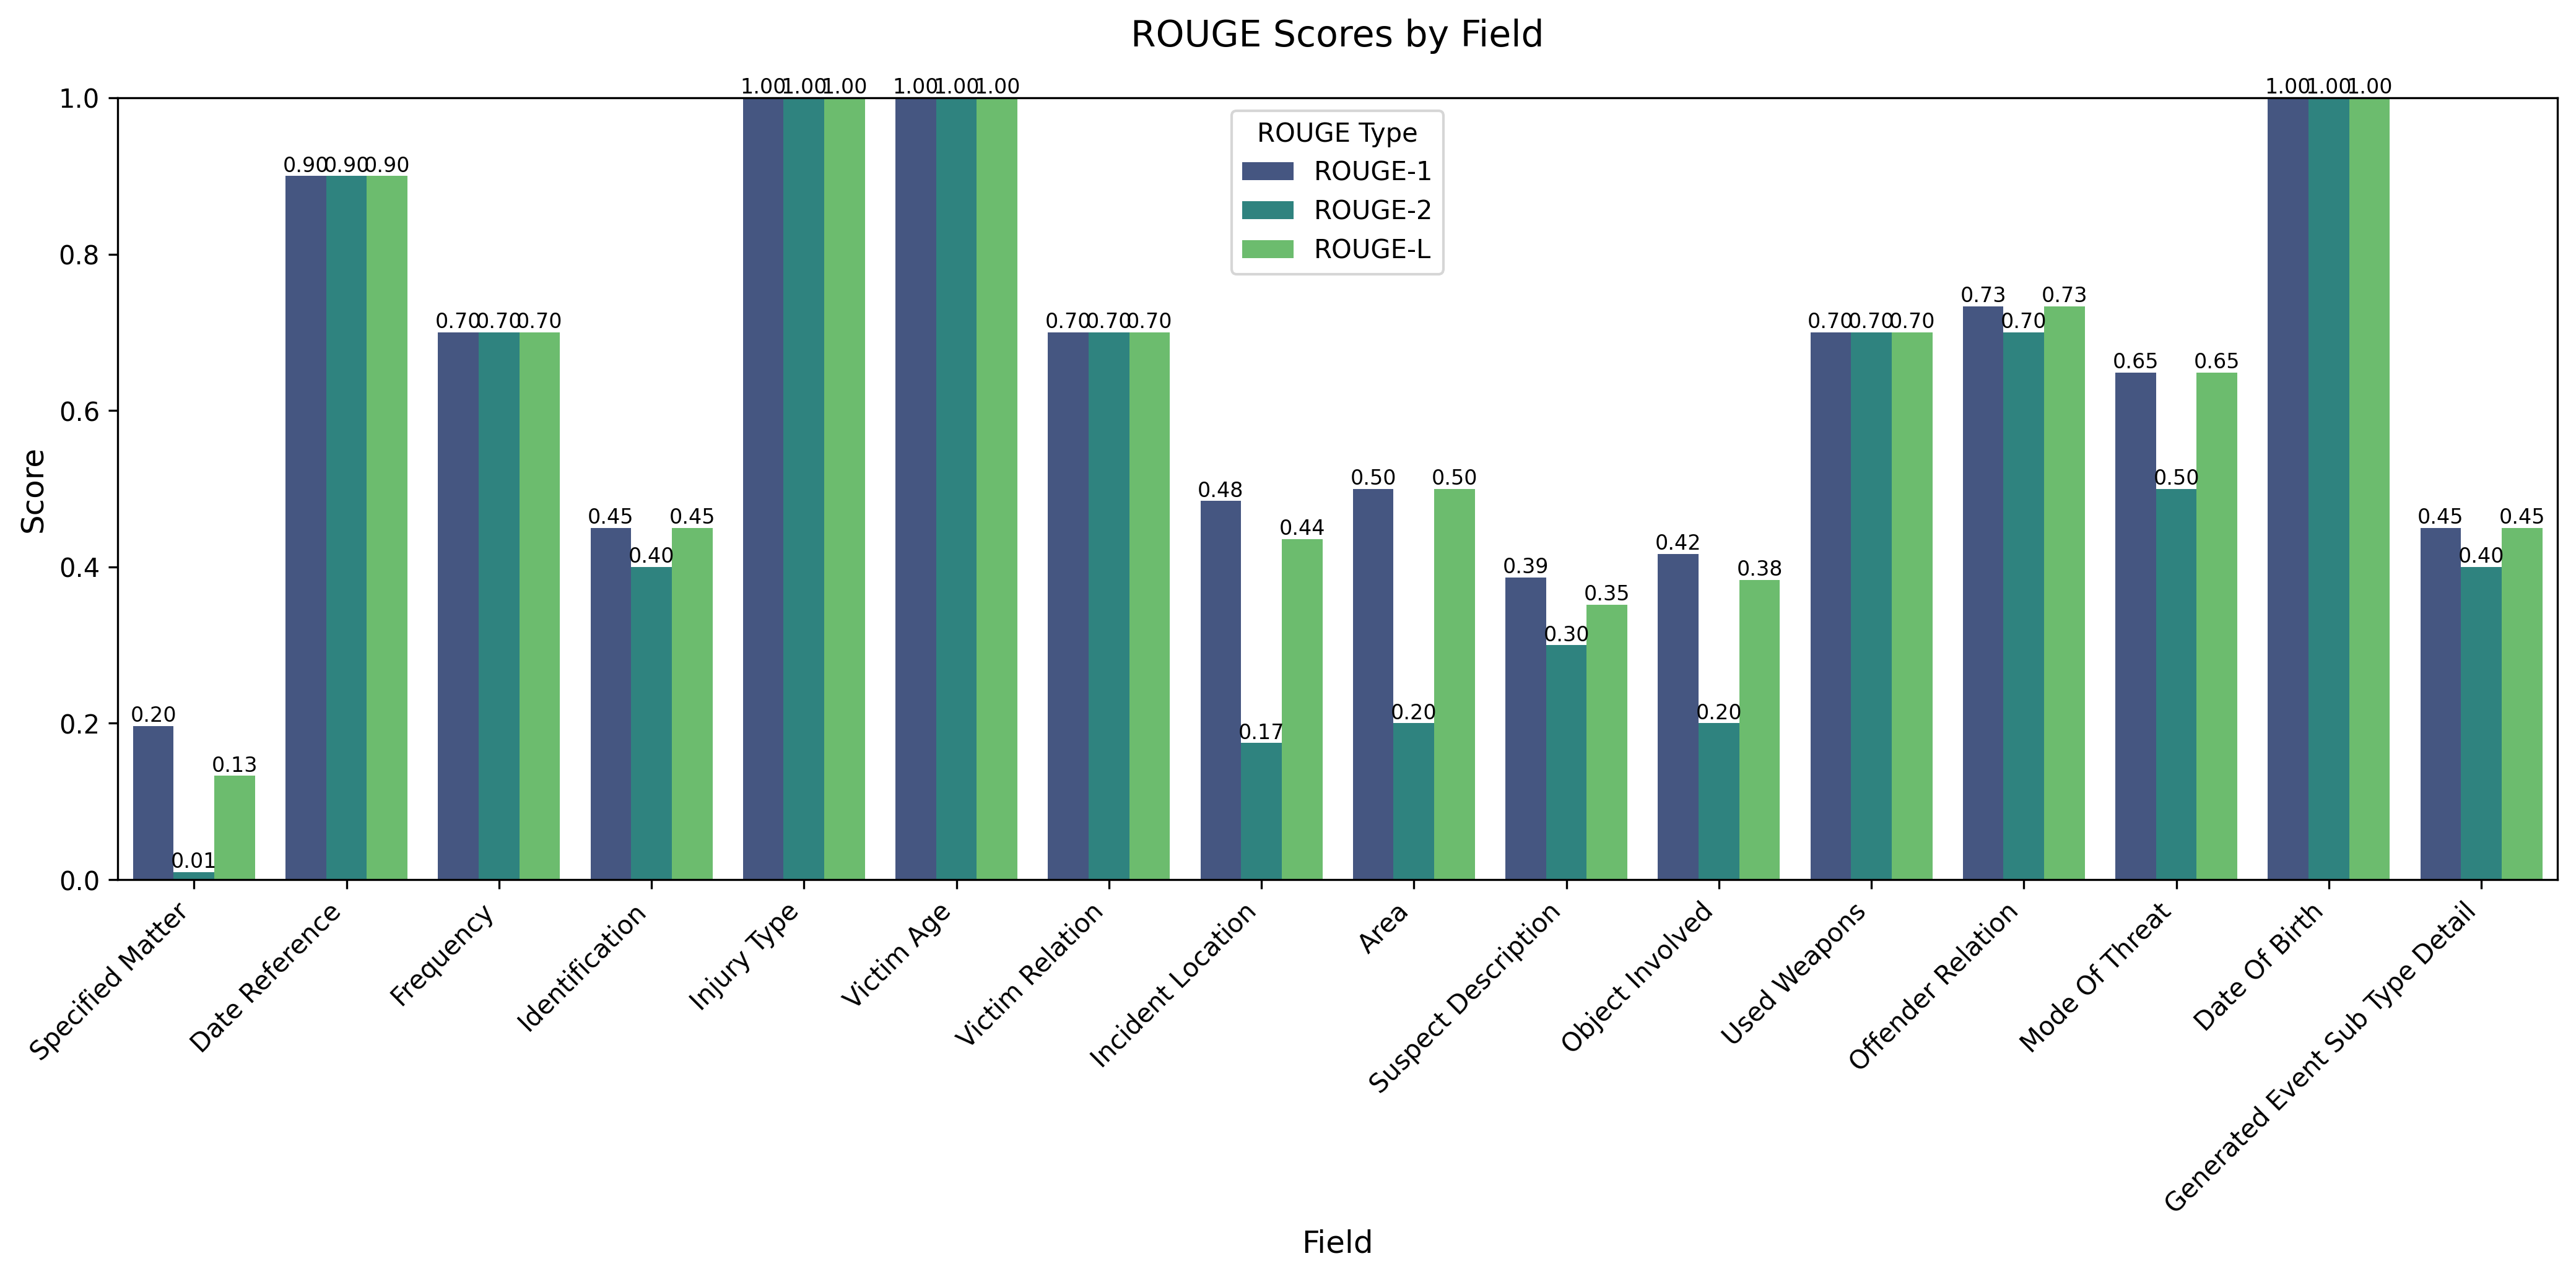 ROUGE Scores by Field
1.00 1.00 1.00 1.00 1.00 1.00 1.00 1.00 1.00
1.0
ROUGE Type
ROUGE-1
ROUGE-2
ROUGE-L
0.90 0.90 0.90
0.8
0.73 0.70 0.73
0.70 0.70 0.70 0.70 0.70 0.70 0.70 0.70 0.70
0.65 0.50 0.65
0.6
0.48 0.17 0.44
0.50 0.20 0.50
0.45 0.40 0.45
0.45 0.40 0.45
0.42 0.20 0.38
0.4
0.39 0.30 0.35
0.20 0.01 0.13
0.2
0.0
Score
Specified Matter
Date Reference
Frequency
Identification
Injury Type
Victim Age
Victim Relation
Incident Location
Area
Suspect Description
Object Involved
Used Weapons
Offender Relation
Mode Of Threat
Date Of Birth
Generated Event Sub Type Detail
Field